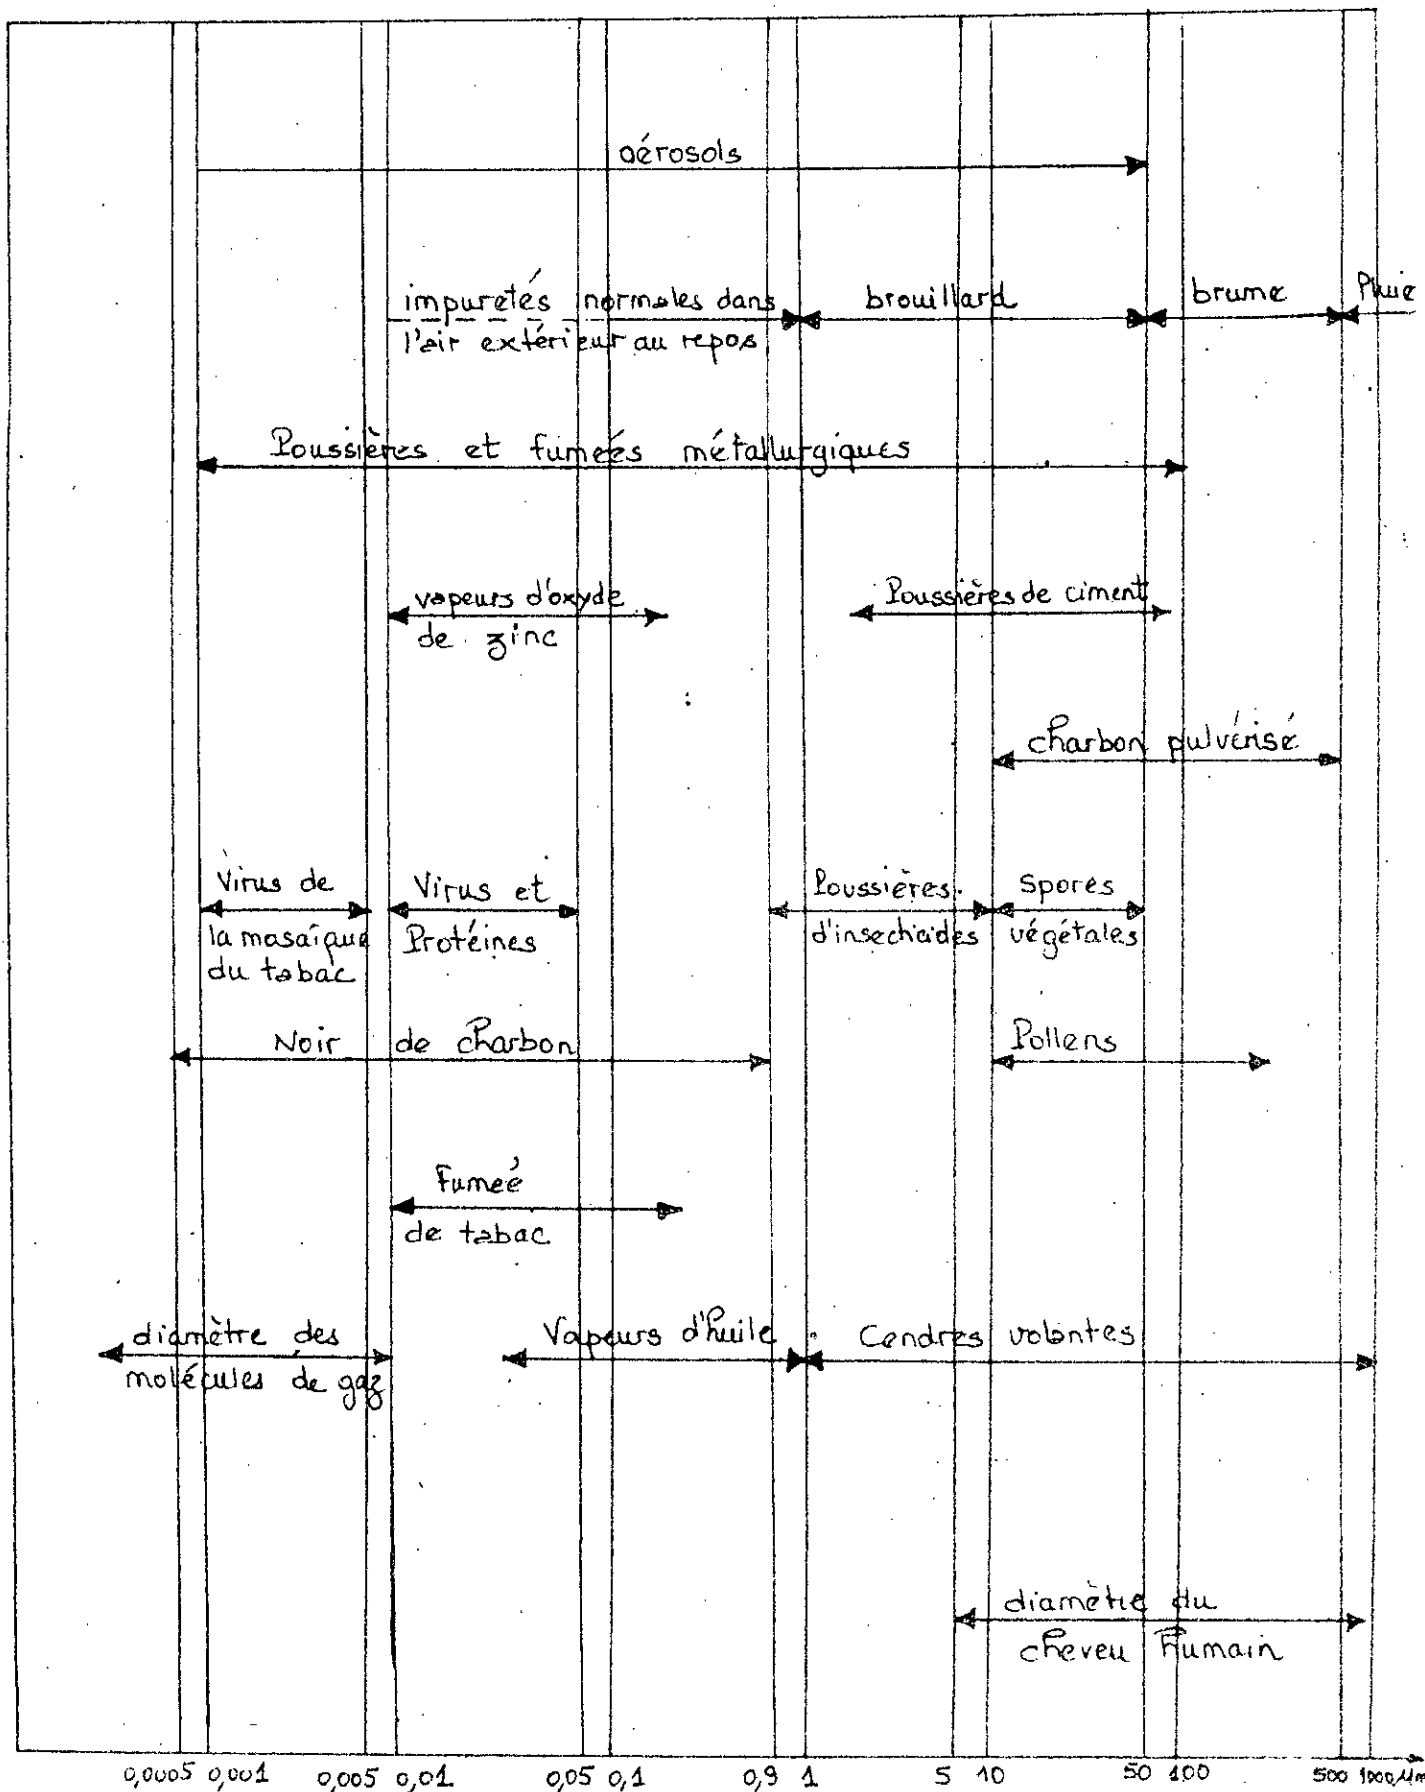 aérosols
impuretés normales dans
l'air extérieur au repos
brouillard
brume
Pluie
Poussières et fumeés métallurgiques
vapeurs d'oxyde
de zinc
Poussières de ciment
charbon pulvérisé
Virus de
la mosaïque
du tabac
Virus et
Protéines
Poussières
d'insecticides
spores
végétales
Noir de charbon
Pollens
Fumeé
de tabac
diamètre des
molécules de gaz
Vapeurs d'huile
Cendres volantes
diamètre du
cheveu humain
0,0005 0,001 0,005 0,01 0,05 0,1 0,9 1 5 10 50 100 500 1000 µm